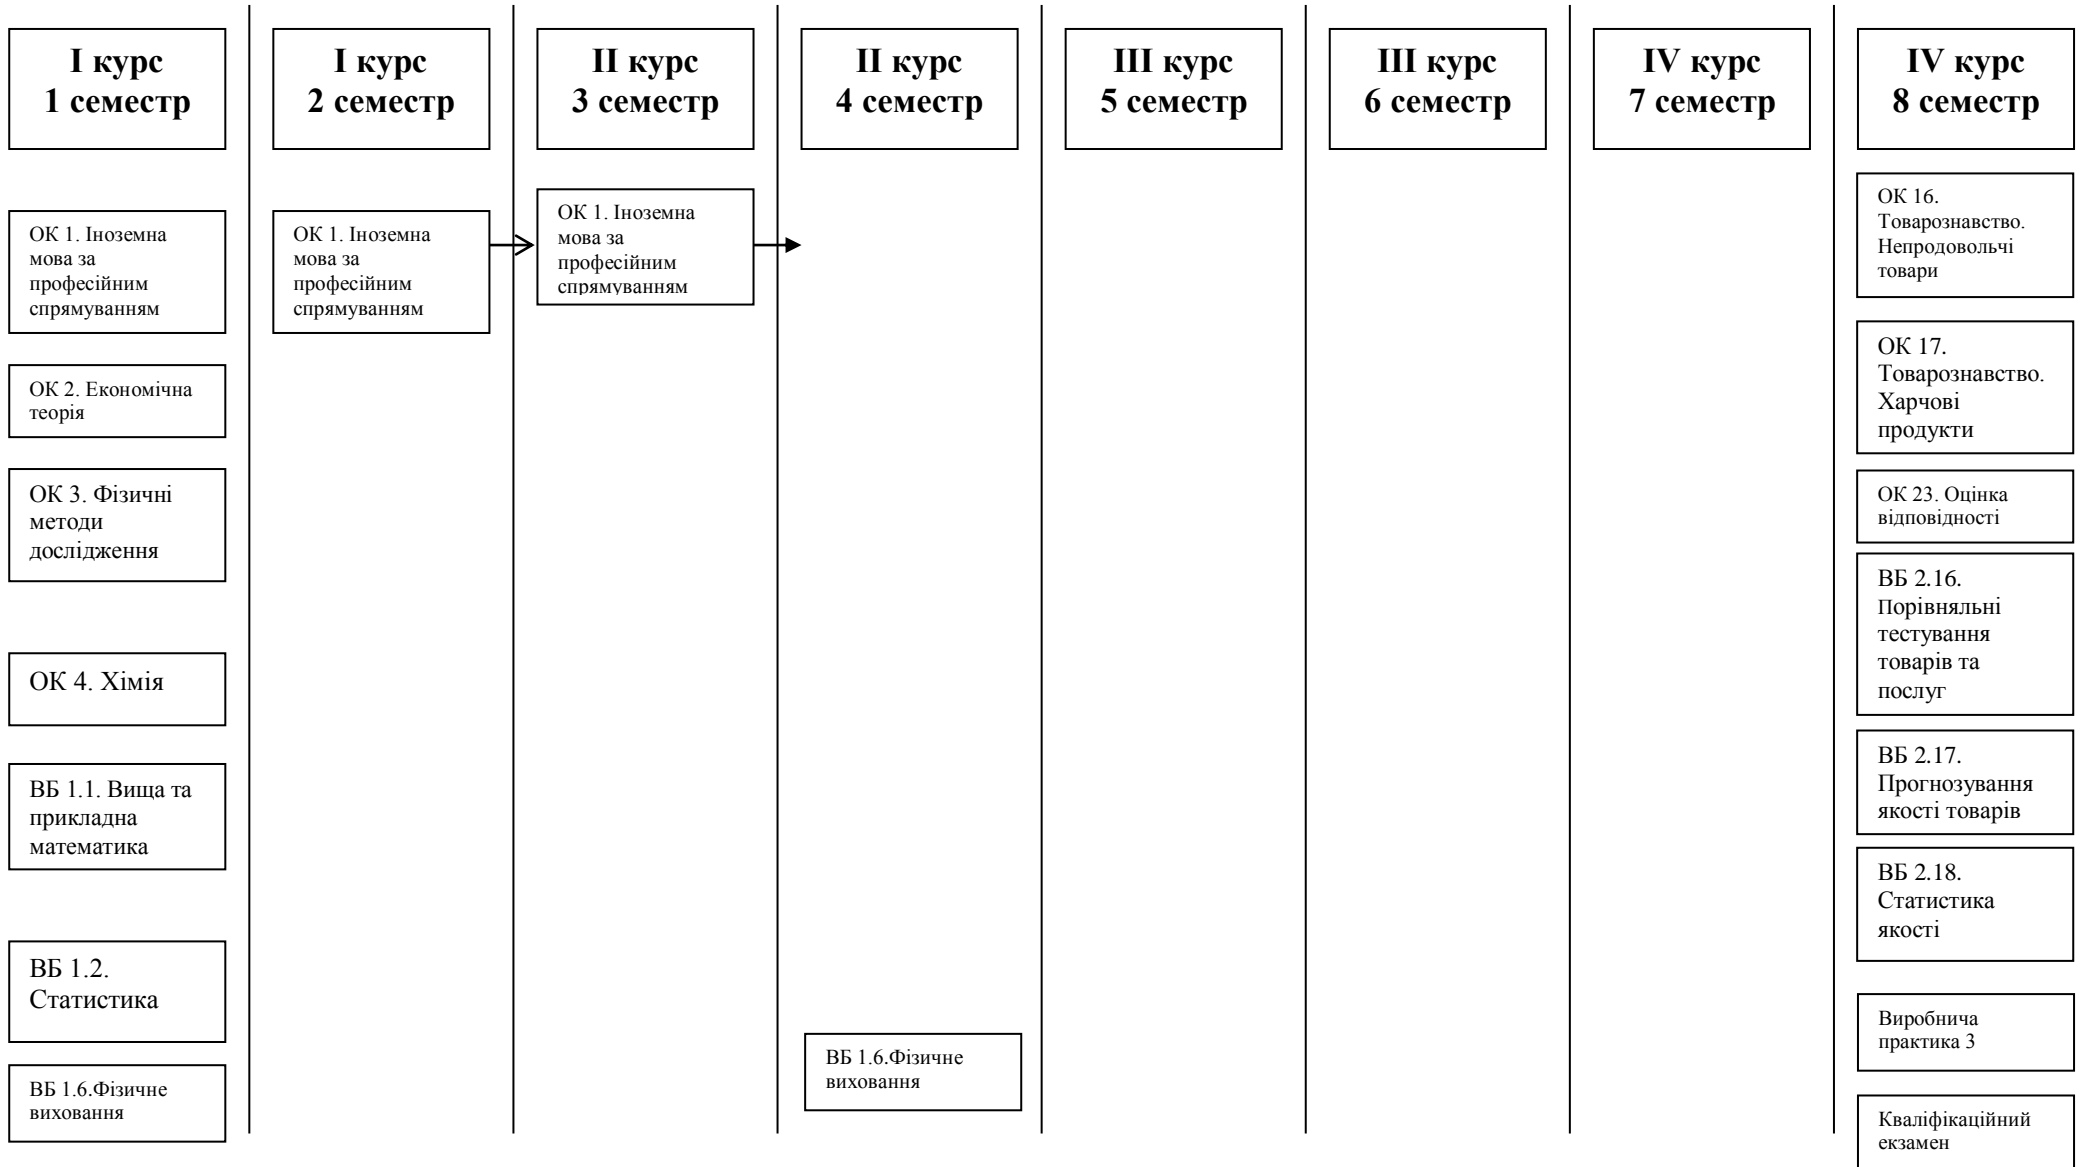 I курс
1 семестр
I курс
2 семестр
II курс
3 семестр
II курс
4 семестр
III курс
5 семестр
III курс
6 семестр
IV курс
7 семестр
IV курс
8 семестр
ОК 1. Іноземна
мова за
професійним
спрямуванням
ОК 2. Економічна
теорія
ОК 3. Фізичні
методи
дослідження
ОК 4. Хімія
ВБ 1.1. Вища та
прикладна
математика
ВБ 1.2.
Статистика
ВБ 1.6.Фізичне
виховання
ОК 1. Іноземна
мова за
професійним
спрямуванням
ОК 1. Іноземна
мова за
професійним
спрямуванням
ВБ 1.6.Фізичне
виховання
ОК 16.
Товарознавство.
Непродовольчі
товари
ОК 17.
Товарознавство.
Харчові
продукти
ОК 23. Оцінка
відповідності
ВБ 2.16.
Порівняльні
тестування
товарів та
послуг
ВБ 2.17.
Прогнозування
якості товарів
ВБ 2.18.
Статистика
якості
Виробнича
практика 3
Кваліфікаційний
екзамен